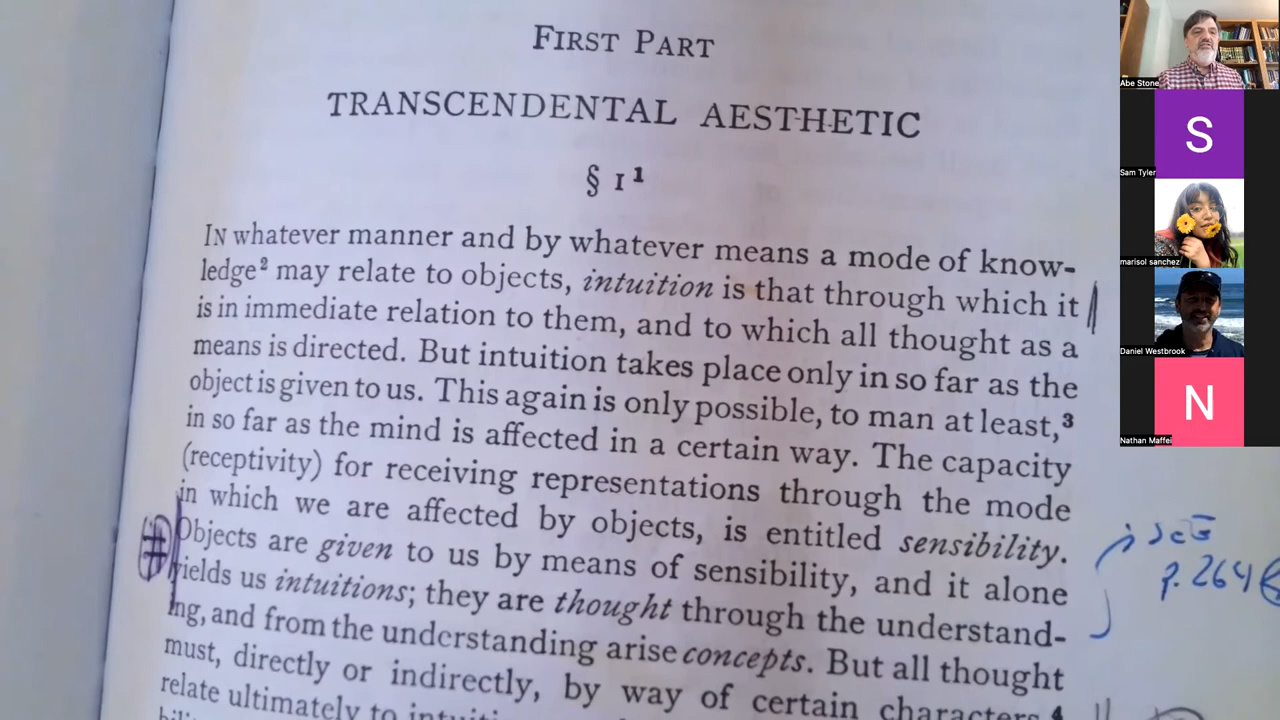 FIRST PART
TRANSCENDENTAL AESTHETIC
§ 1¹
IN whatever manner and by whatever means a mode of know-
ledge² may relate to objects, intuition is that through which it
is in immediate relation to them, and to which all thought as a
means is directed. But intuition takes place only in so far as the
object is given to us. This again is only possible, to man at least,³
in so far as the mind is affected in a certain way. The capacity
(receptivity) for receiving representations through the mode
in which we are affected by objects, is entitled sensibility.
Objects are given to us by means of sensibility, and it alone
yields us intuitions; they are thought through the understand-
ing, and from the understanding arise concepts. But all thought
must, directly or indirectly, by way of certain characters⁴
relate ultimately to
p. 264
Abe Stone
S
Sam Tyler
marisol sanchez
Daniel Westbrook
N
Nathan Maffei